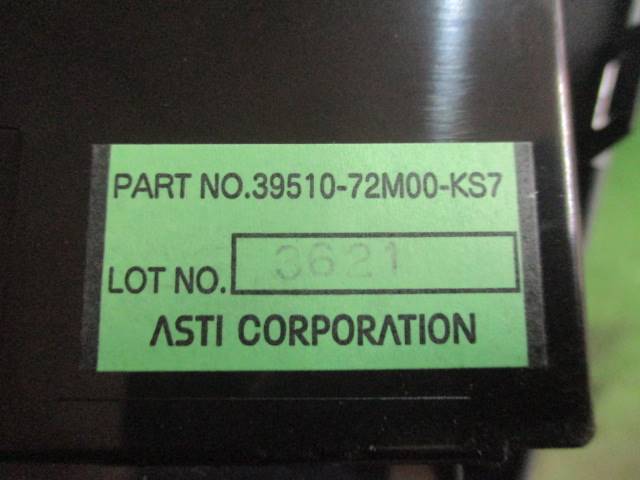 PART NO.39510-72M00-KS7
LOT NO. 3621
ASTI CORPORATION